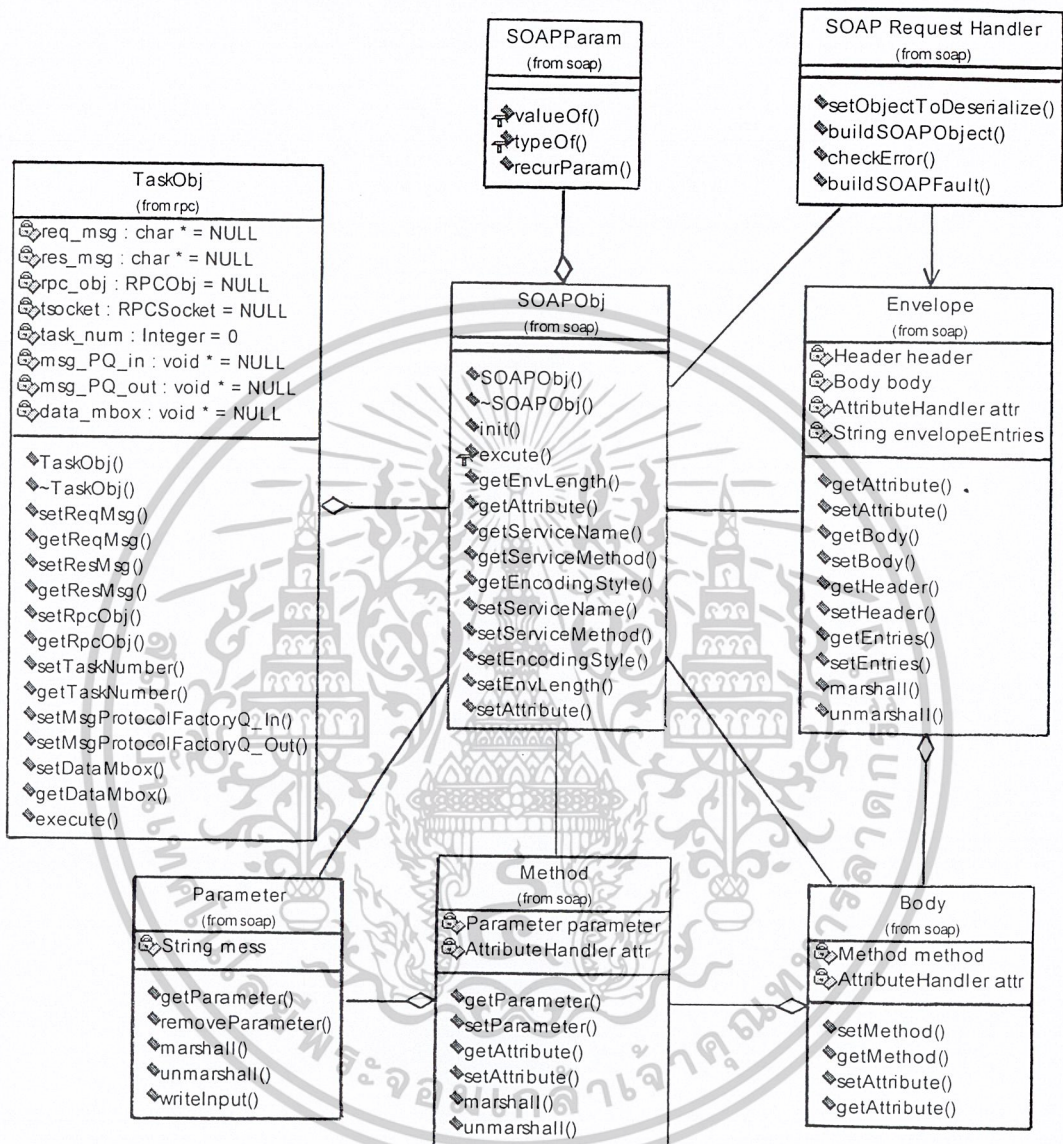 SOAPParam
(from soap)
valueOf()
typeOf()
recurParam()
SOAP Request Handler
(from soap)
setObjectToDeserialize()
buildSOAPObject()
checkError()
buildSOAPFault()
TaskObj
(from rpc)
req_msg : char * = NULL
res_msg : char * = NULL
rpc_obj : RPCObj = NULL
tsocket : RPCSocket = NULL
task_num : Integer = 0
msg_PQ_in : void * = NULL
msg_PQ_out : void * = NULL
data_mbox : void * = NULL
TaskObj()
~TaskObj()
setReqMsg()
getReqMsg()
setResMsg()
getResMsg()
setRpcObj()
getRpcObj()
setTaskNumber()
getTaskNumber()
setMsgProtocolFactoryQ_In()
setMsgProtocolFactoryQ_Out()
setDataMbox()
getDataMbox()
execute()
SOAPObj
(from soap)
SOAPObj()
~SOAPObj()
init()
excute()
getEnvLength()
getAttribute()
getServiceName()
getServiceMethod()
getEncodingStyle()
setServiceName()
setServiceMethod()
setEncodingStyle()
setEnvLength()
setAttribute()
Envelope
(from soap)
Header header
Body body
AttributeHandler attr
String envelopeEntries
getAttribute()
setAttribute()
getBody()
setBody()
getHeader()
setHeader()
getEntries()
setEntries()
marshall()
unmarshall()
Parameter
(from soap)
String mess
getParameter()
removeParameter()
marshall()
unmarshall()
writeInput()
Method
(from soap)
Parameter parameter
AttributeHandler attr
getParameter()
setParameter()
getAttribute()
setAttribute()
marshall()
unmarshall()
Body
(from soap)
Method method
AttributeHandler attr
setMethod()
getMethod()
setAttribute()
getAttribute()